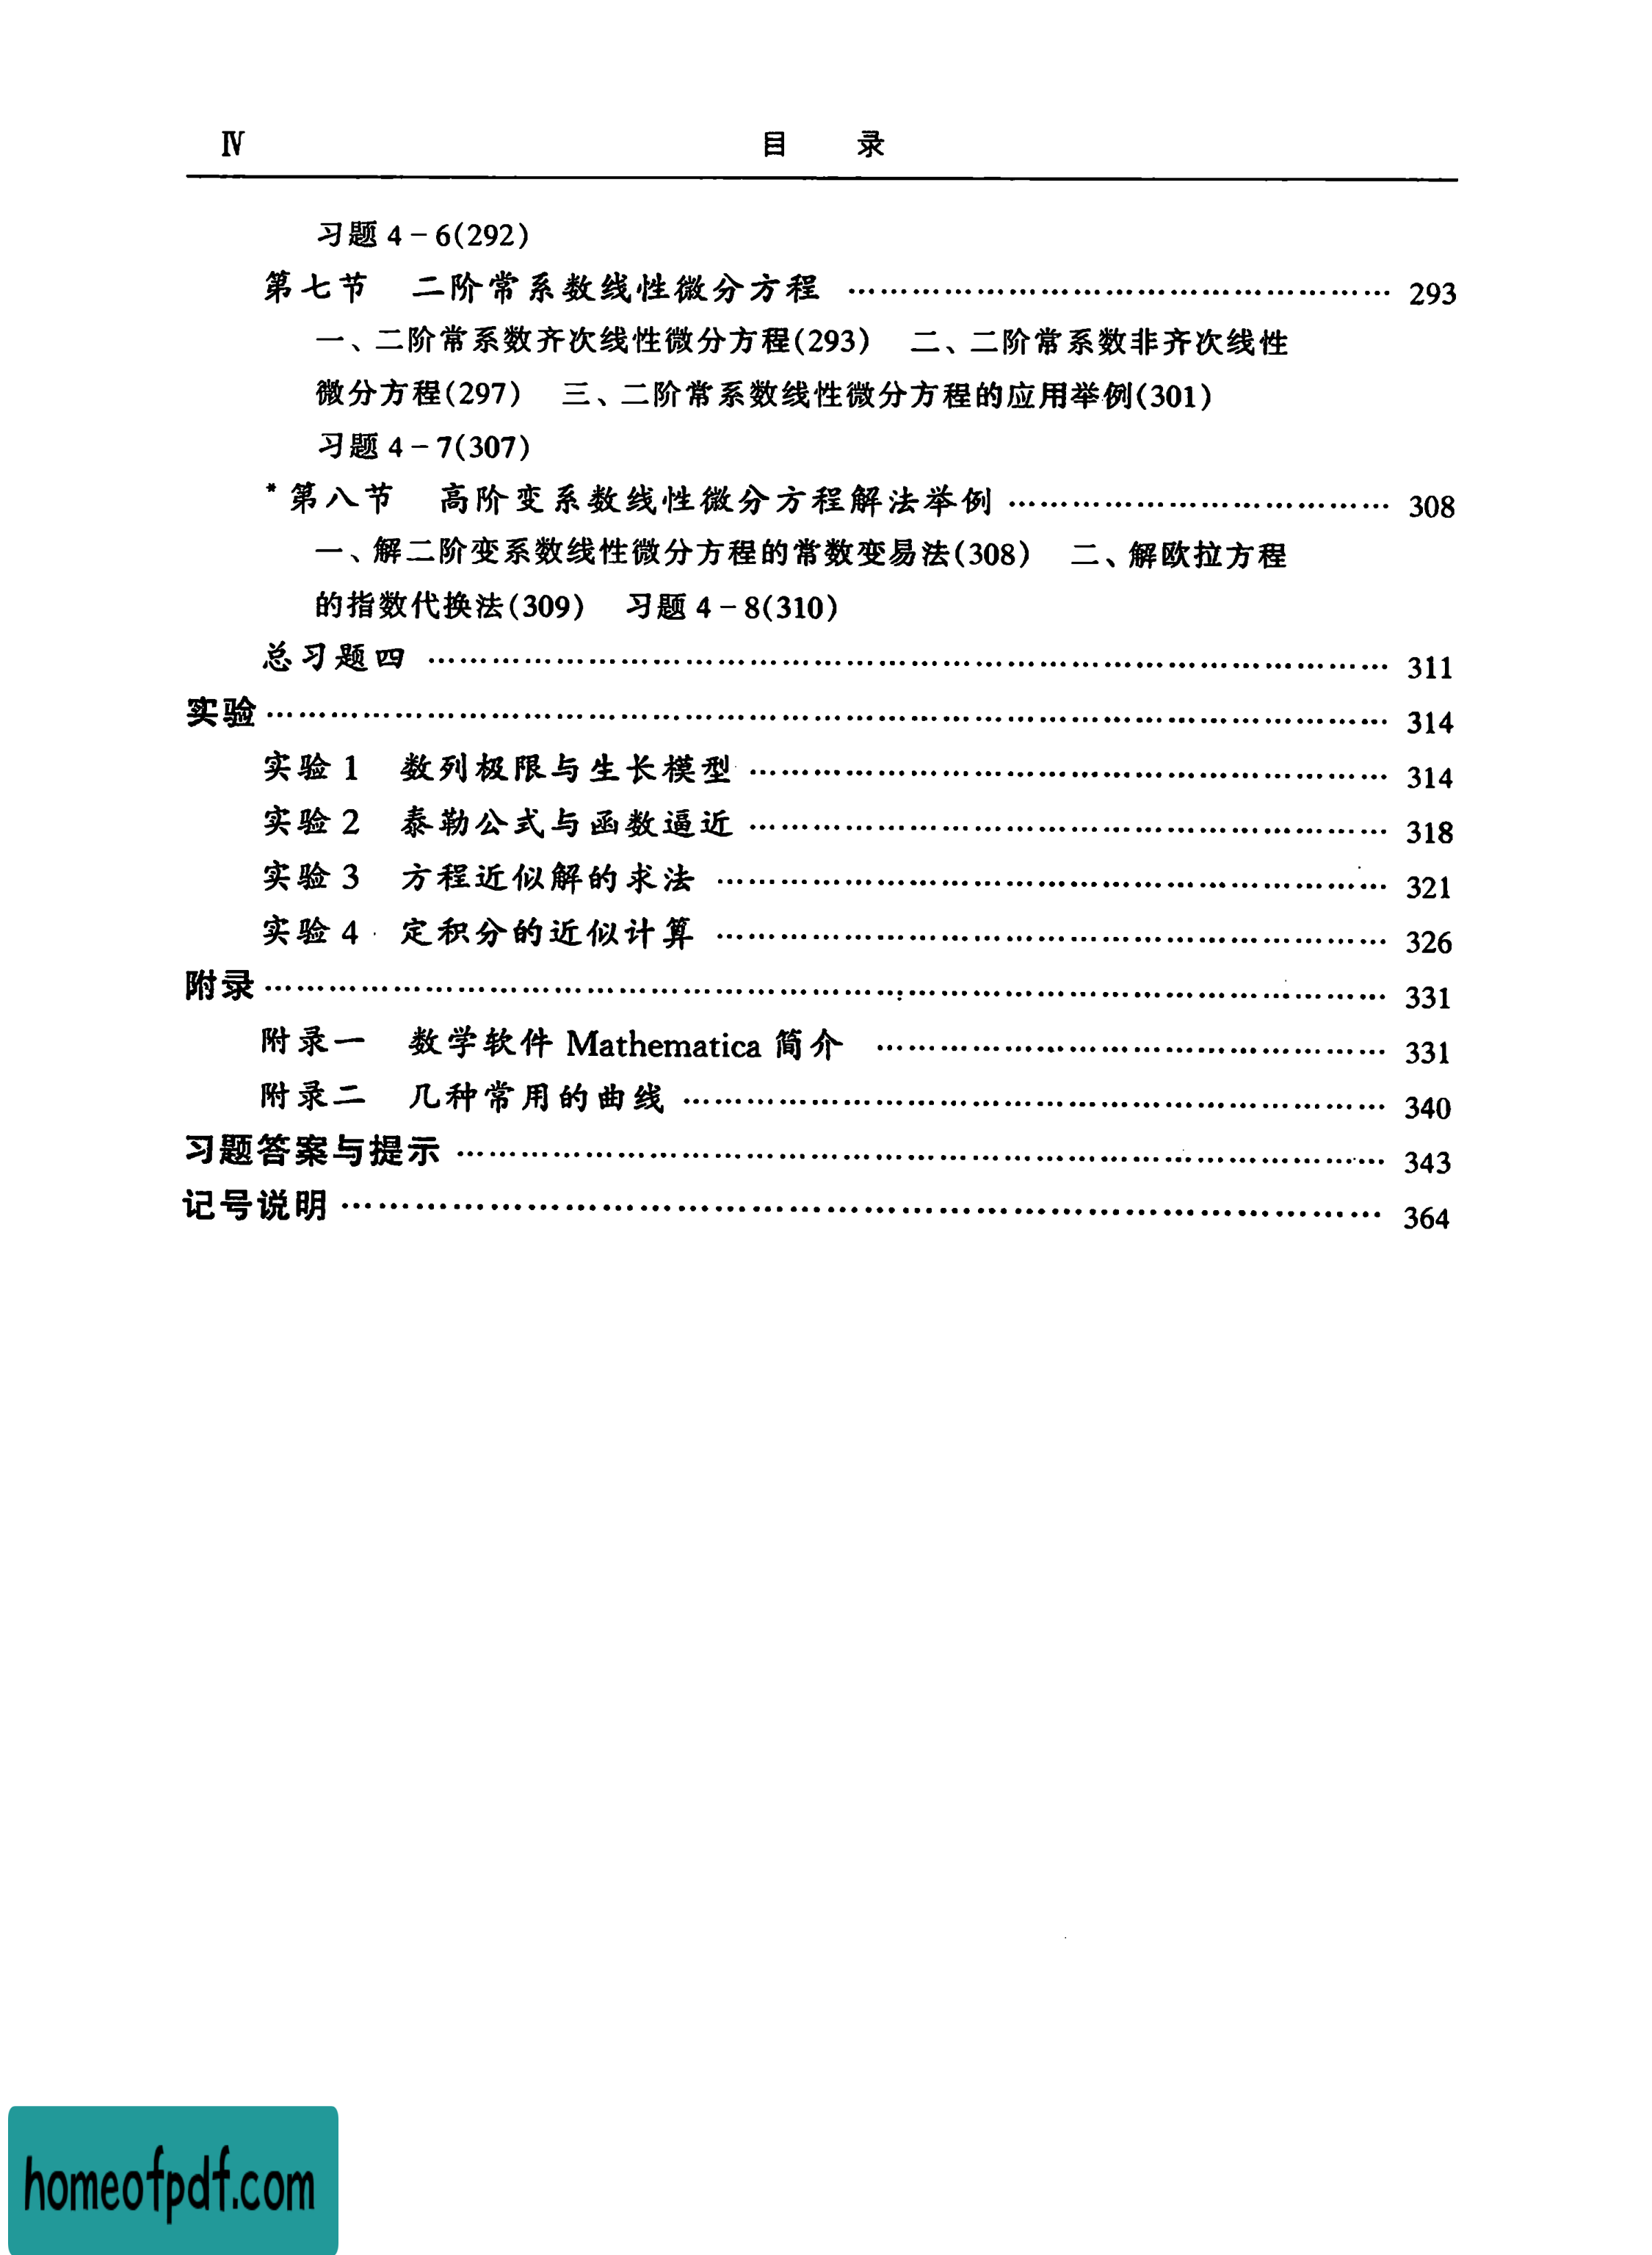 Ⅳ 目 录
习题 4-6(292)
第七节 二阶常系数线性微分方程 …………………………………… 293
一、二阶常系数齐次线性微分方程(293) 二、二阶常系数非齐次线性
微分方程(297) 三、二阶常系数线性微分方程的应用举例(301)
习题 4-7(307)
*第八节 高阶变系数线性微分方程解法举例 …………………………… 308
一、解二阶变系数线性微分方程的常数变易法(308) 二、解欧拉方程
的指数代换法(309) 习题 4-8(310)
总习题四 …………………………………………………………… 311
实验 …………………………………………………………………… 314
实验 1 数列极限与生长模型 ………………………………………… 314
实验 2 泰勒公式与函数逼近 ………………………………………… 318
实验 3 方程近似解的求法 …………………………………………… 321
实验 4 定积分的近似计算 …………………………………………… 326
附录 …………………………………………………………………… 331
附录一 数学软件 Mathematica 简介 ………………………………… 331
附录二 几种常用的曲线 ……………………………………………… 340
习题答案与提示 ……………………………………………………… 343
记号说明 ……………………………………………………………… 364
homeofpdf.com